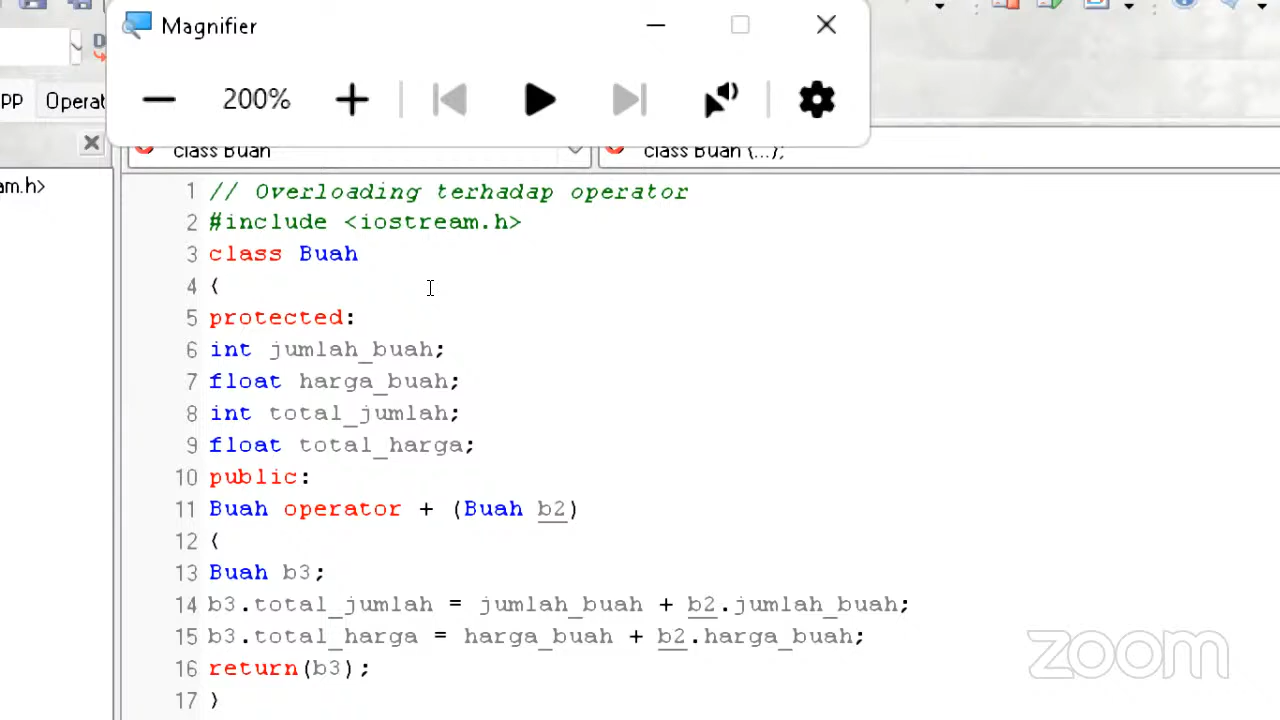 Magnifier
200%
PP
Operat
class Buah
class Buah {...};
am.h>
1 // Overloading terhadap operator
2 #include <iostream.h>
3 class Buah
4 {
5 protected:
6 int jumlah_buah;
7 float harga_buah;
8 int total_jumlah;
9 float total_harga;
10 public:
11 Buah operator + (Buah b2)
12 {
13 Buah b3;
14 b3.total_jumlah = jumlah_buah + b2.jumlah_buah;
15 b3.total_harga = harga_buah + b2.harga_buah;
16 return(b3);
17 }
zoom